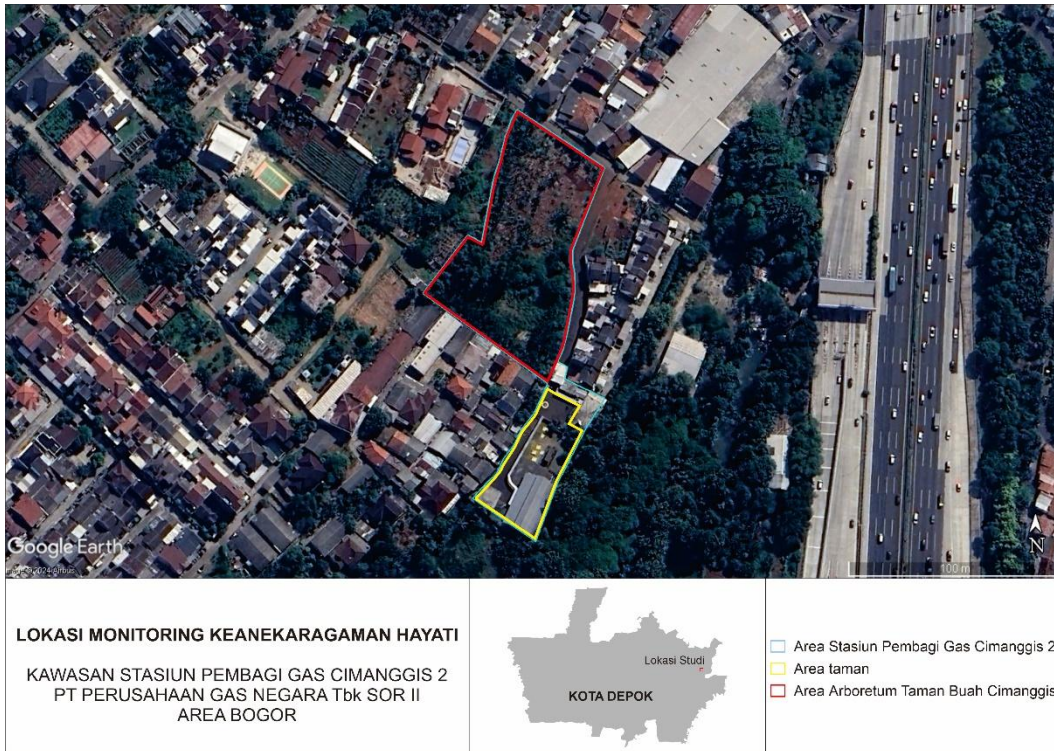 Google Earth
100 m
N
LOKASI MONITORING KEANEKARAGAMAN HAYATI
KAWASAN STASIUN PEMBAGI GAS CIMANGGIS 2
PT PERUSAHAAN GAS NEGARA Tbk SOR II
AREA BOGOR
Lokasi Studi
KOTA DEPOK
Area Stasiun Pembagi Gas Cimanggis 2
Area taman
Area Arboretum Taman Buah Cimanggis